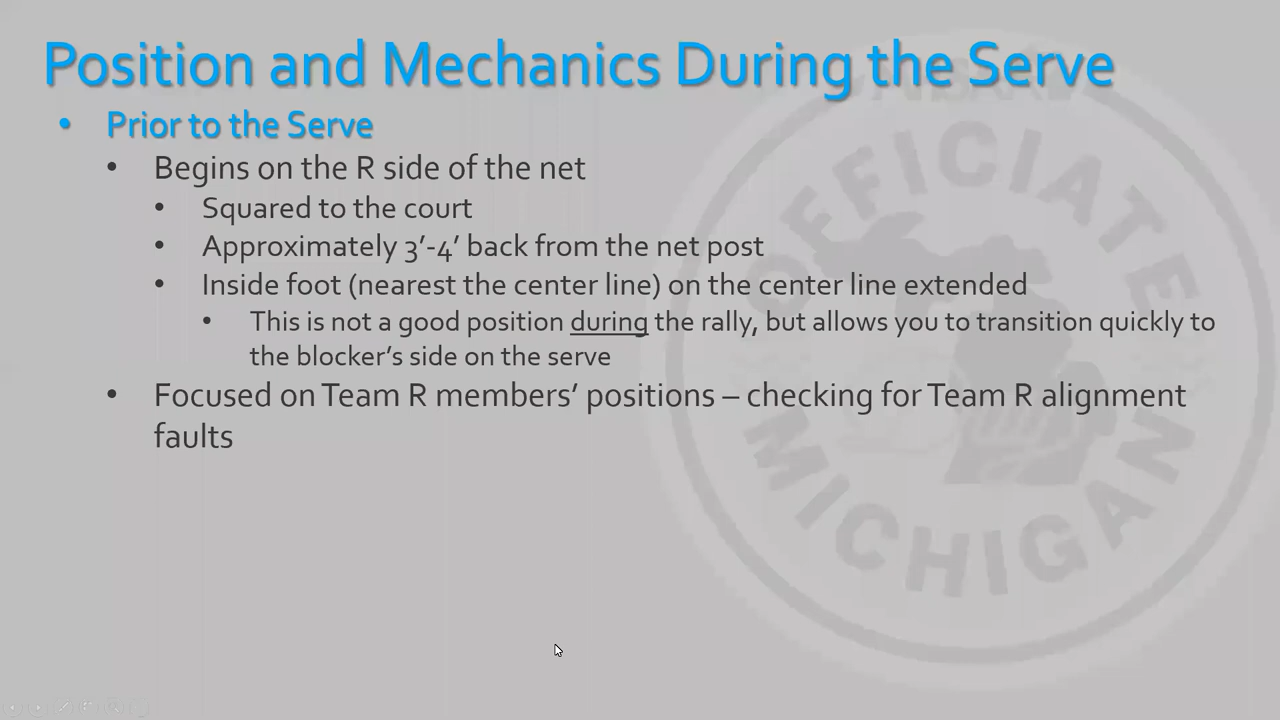 Position and Mechanics During the Serve
• Prior to the Serve
• Begins on the R side of the net
• Squared to the court
• Approximately 3’-4’ back from the net post
• Inside foot (nearest the center line) on the center line extended
• This is not a good position during the rally, but allows you to transition quickly to
the blocker’s side on the serve
• Focused on Team R members’ positions – checking for Team R alignment
faults
OFFICIATE
MICHIGAN